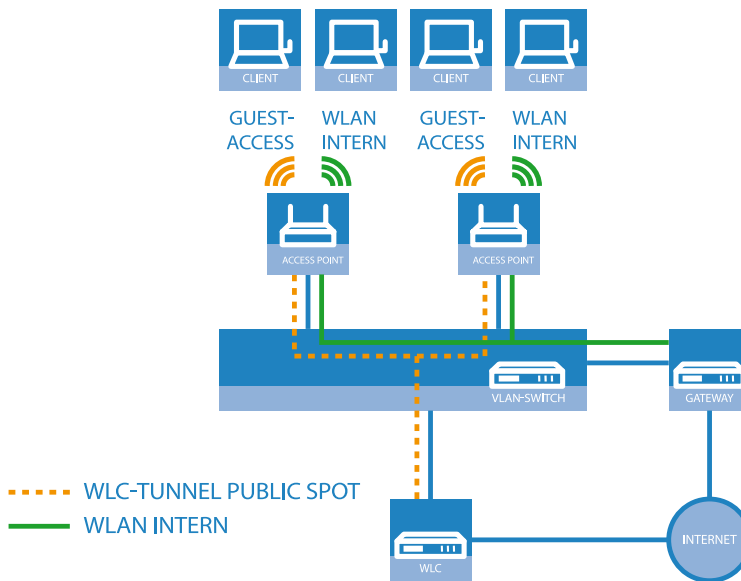 CLIENT
CLIENT
CLIENT
CLIENT
GUEST-
ACCESS
WLAN
INTERN
GUEST-
ACCESS
WLAN
INTERN
ACCESS POINT
ACCESS POINT
VLAN-SWITCH
GATEWAY
WLC-TUNNEL PUBLIC SPOT
WLAN INTERN
WLC
INTERNET